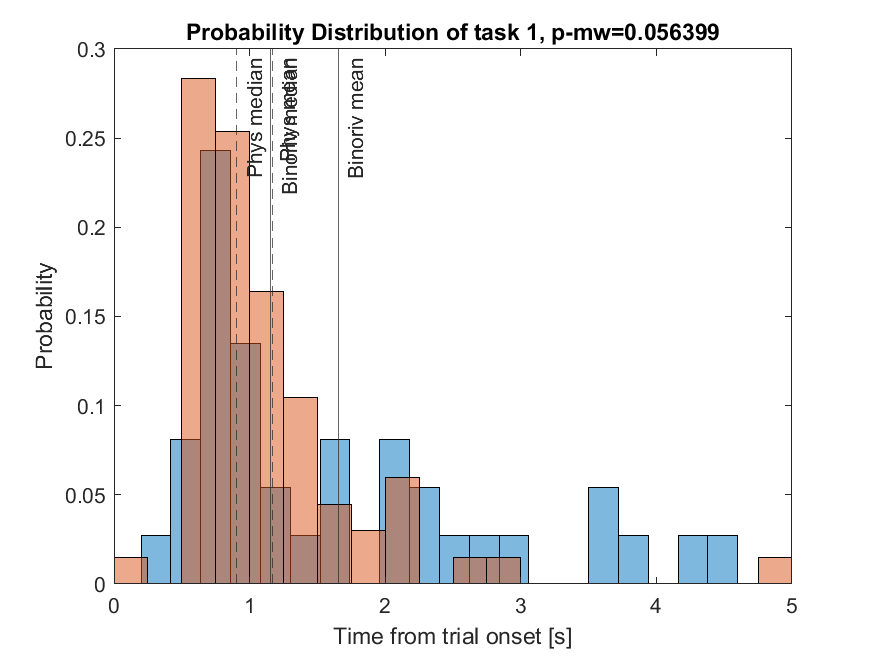 Probability Distribution of task 1, p-mw=0.056399
0.3
0.25
0.2
0.15
0.1
0.05
0
Probability
Phys median
Phys mean
Binoriv median
Binoriv mean
0
1
2
3
4
5
Time from trial onset [s]